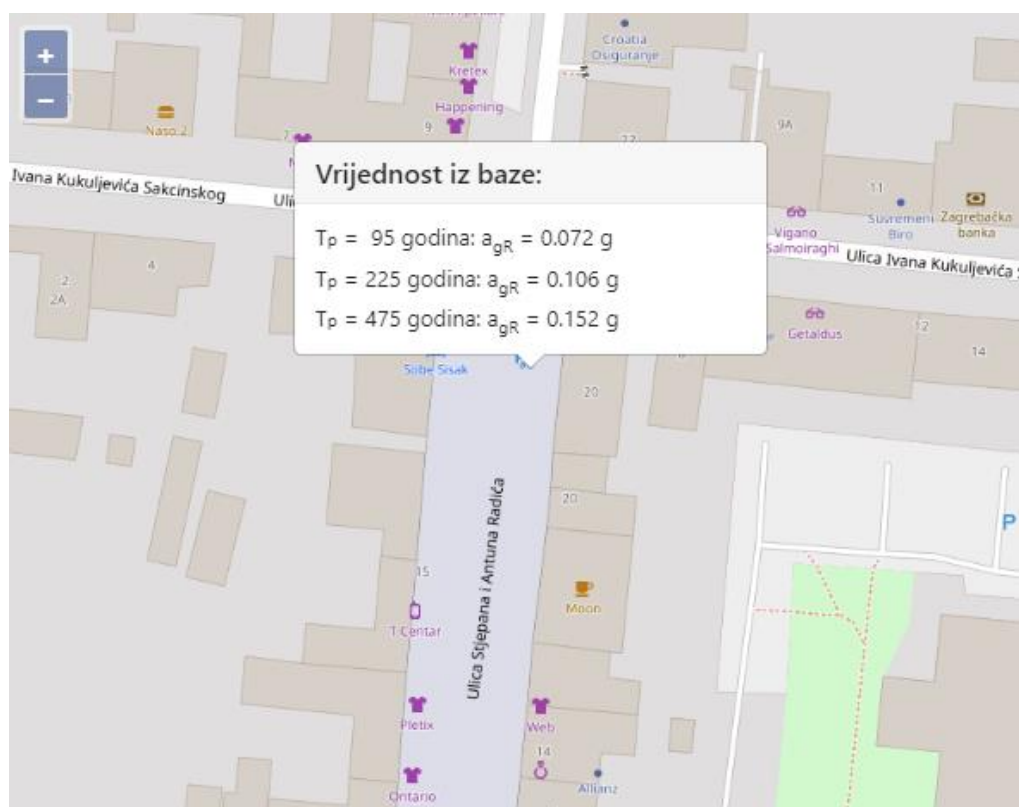 +
−
Croatia
Osiguranje
Kretex
Happening
Naso 2
7
9
22
9A
Vrijednost iz baze:
Tₚ = 95 godina: a_gR = 0.072 g
Tₚ = 225 godina: a_gR = 0.106 g
Tₚ = 475 godina: a_gR = 0.152 g
Ivana Kukuljevića Sakcinskog
11
Suvremeni
Biro
Zagrebačka
banka
Vigano
Salmoiraghi
Ulica Ivana Kukuljevića
4
2
2A
Getaldus
12
14
Sobe Sisak
20
20
P
Ulica Stjepana i Antuna Radića
15
Moon
T Centar
Pletix
Web
14
Allianz
Ontario